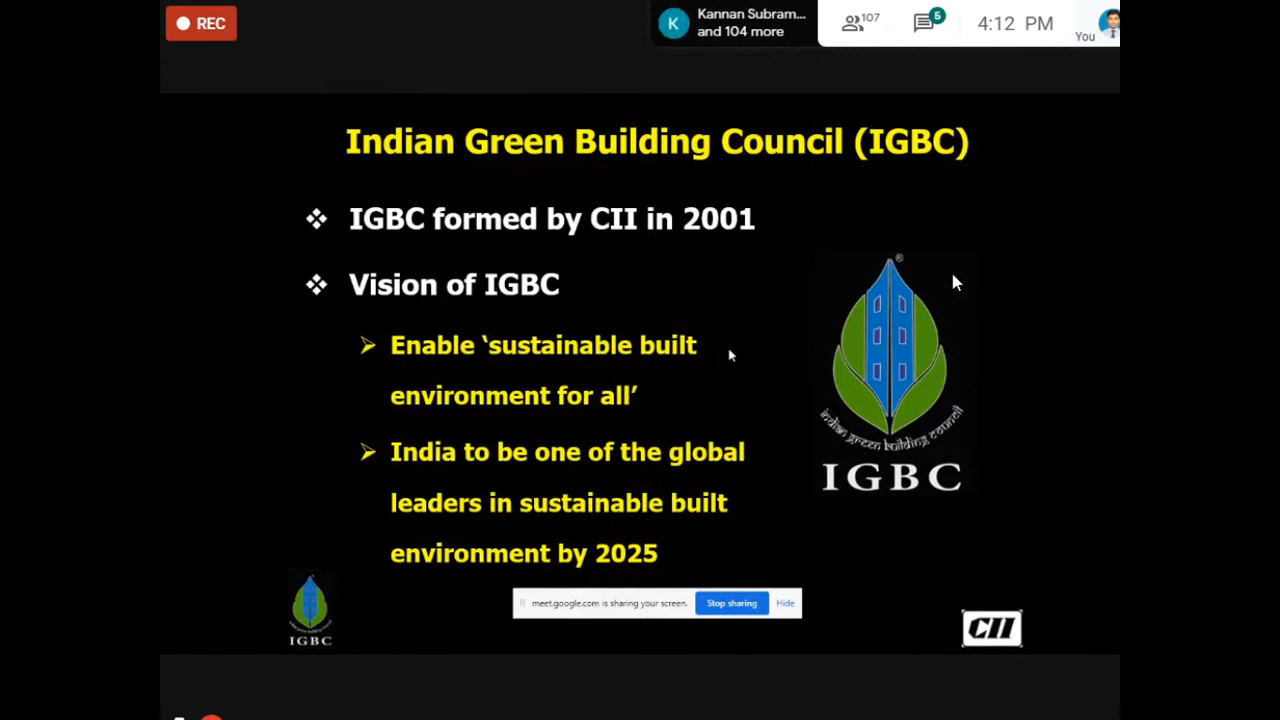 REC
Kannan Subram...
and 104 more
107
5
4:12 PM
You
Indian Green Building Council (IGBC)
❖ IGBC formed by CII in 2001
❖ Vision of IGBC
➢ Enable ‘sustainable built
environment for all’
➢ India to be one of the global
leaders in sustainable built
environment by 2025
®
indian green building council
IGBC
meet.google.com is sharing your screen.
Stop sharing
Hide
IGBC
CII
K